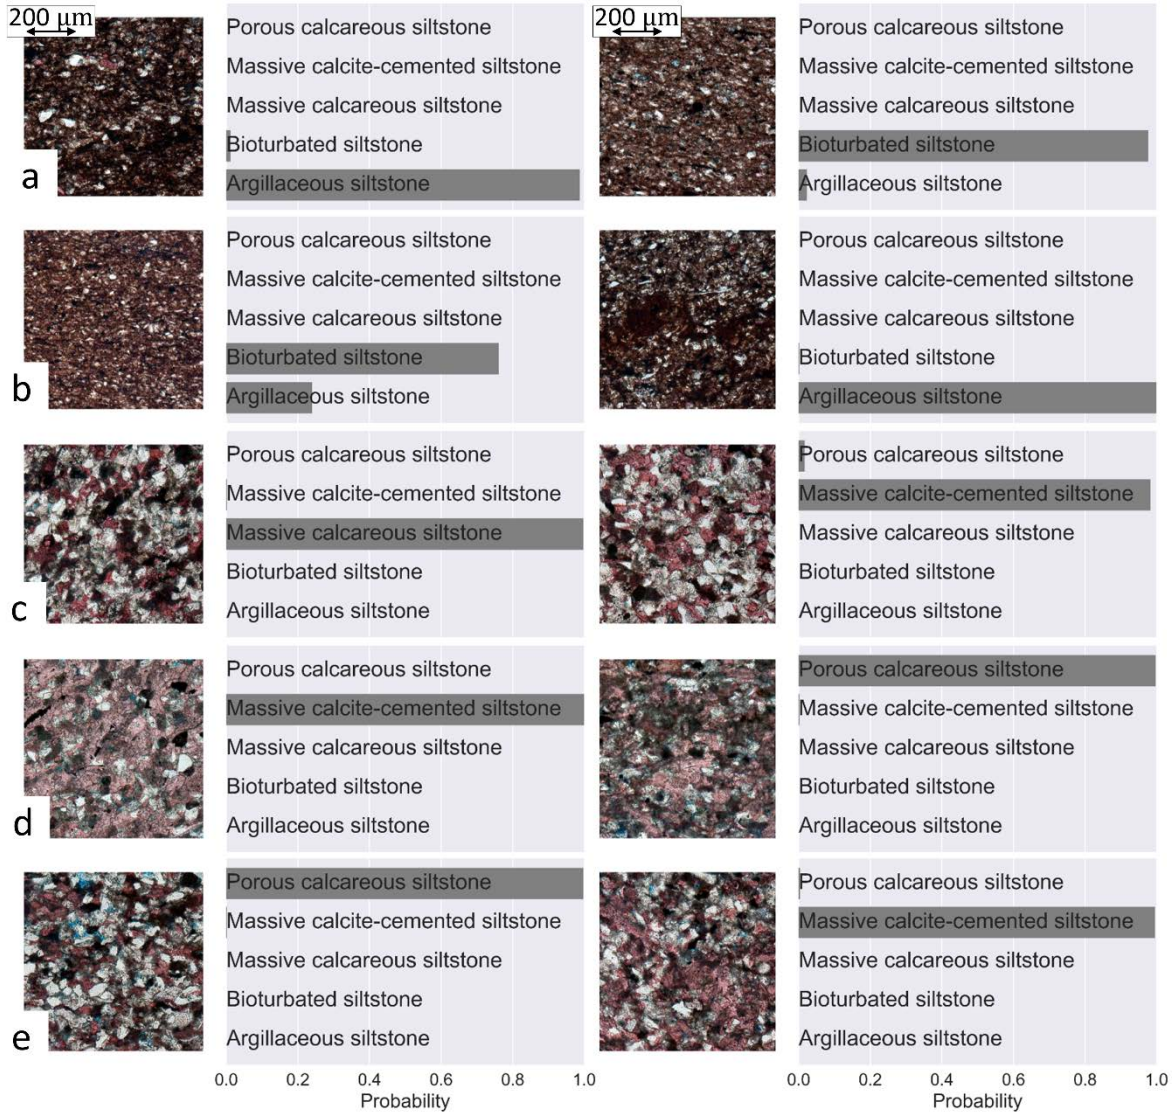 200 µm
200 µm
Porous calcareous siltstone
Massive calcite-cemented siltstone
Massive calcareous siltstone
Bioturbated siltstone
Argillaceous siltstone
Porous calcareous siltstone
Massive calcite-cemented siltstone
Massive calcareous siltstone
Bioturbated siltstone
Argillaceous siltstone
a
Porous calcareous siltstone
Massive calcite-cemented siltstone
Massive calcareous siltstone
Bioturbated siltstone
Argillaceous siltstone
Porous calcareous siltstone
Massive calcite-cemented siltstone
Massive calcareous siltstone
Bioturbated siltstone
Argillaceous siltstone
b
Porous calcareous siltstone
Massive calcite-cemented siltstone
Massive calcareous siltstone
Bioturbated siltstone
Argillaceous siltstone
Porous calcareous siltstone
Massive calcite-cemented siltstone
Massive calcareous siltstone
Bioturbated siltstone
Argillaceous siltstone
c
Porous calcareous siltstone
Massive calcite-cemented siltstone
Massive calcareous siltstone
Bioturbated siltstone
Argillaceous siltstone
Porous calcareous siltstone
Massive calcite-cemented siltstone
Massive calcareous siltstone
Bioturbated siltstone
Argillaceous siltstone
d
Porous calcareous siltstone
Massive calcite-cemented siltstone
Massive calcareous siltstone
Bioturbated siltstone
Argillaceous siltstone
Porous calcareous siltstone
Massive calcite-cemented siltstone
Massive calcareous siltstone
Bioturbated siltstone
Argillaceous siltstone
e
0.0 0.2 0.4 0.6 0.8 1.0
Probability
0.0 0.2 0.4 0.6 0.8 1.0
Probability